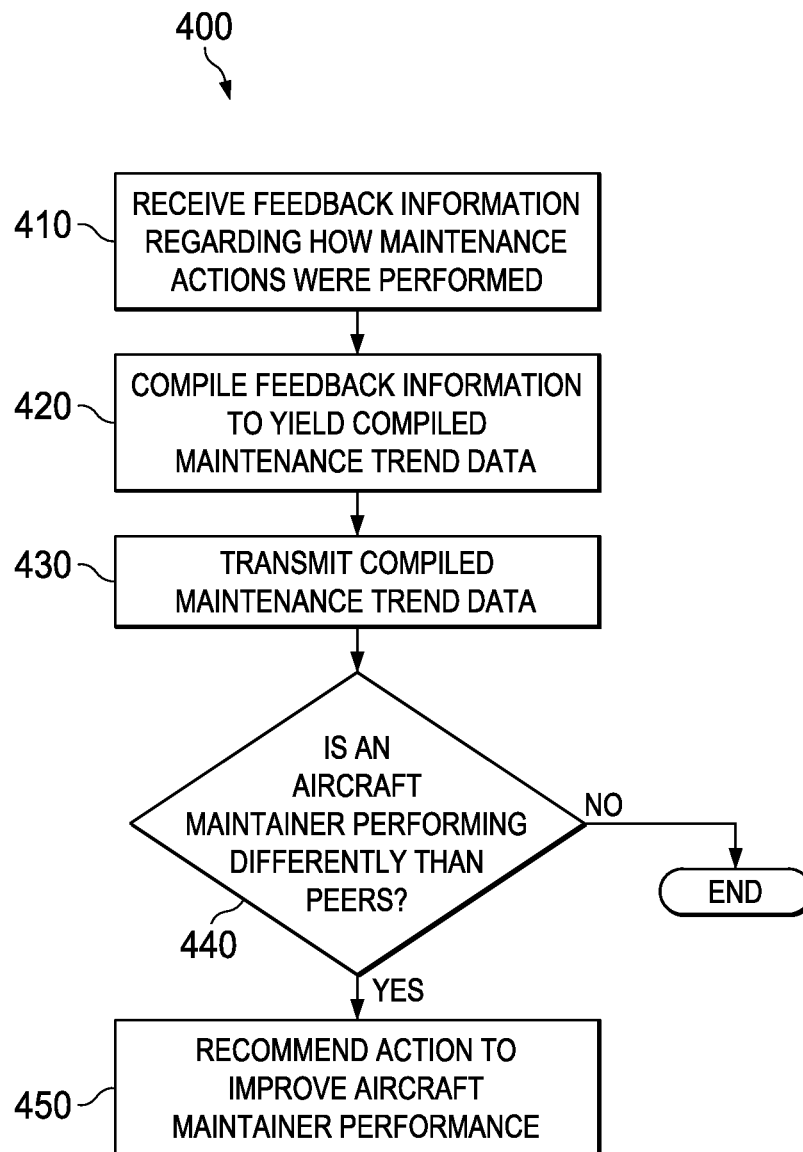 400
410
RECEIVE FEEDBACK INFORMATION
REGARDING HOW MAINTENANCE
ACTIONS WERE PERFORMED
420
COMPILE FEEDBACK INFORMATION
TO YIELD COMPILED
MAINTENANCE TREND DATA
430
TRANSMIT COMPILED
MAINTENANCE TREND DATA
IS AN
AIRCRAFT
MAINTAINER PERFORMING
DIFFERENTLY THAN
PEERS?
440
NO
END
YES
450
RECOMMEND ACTION TO
IMPROVE AIRCRAFT
MAINTAINER PERFORMANCE